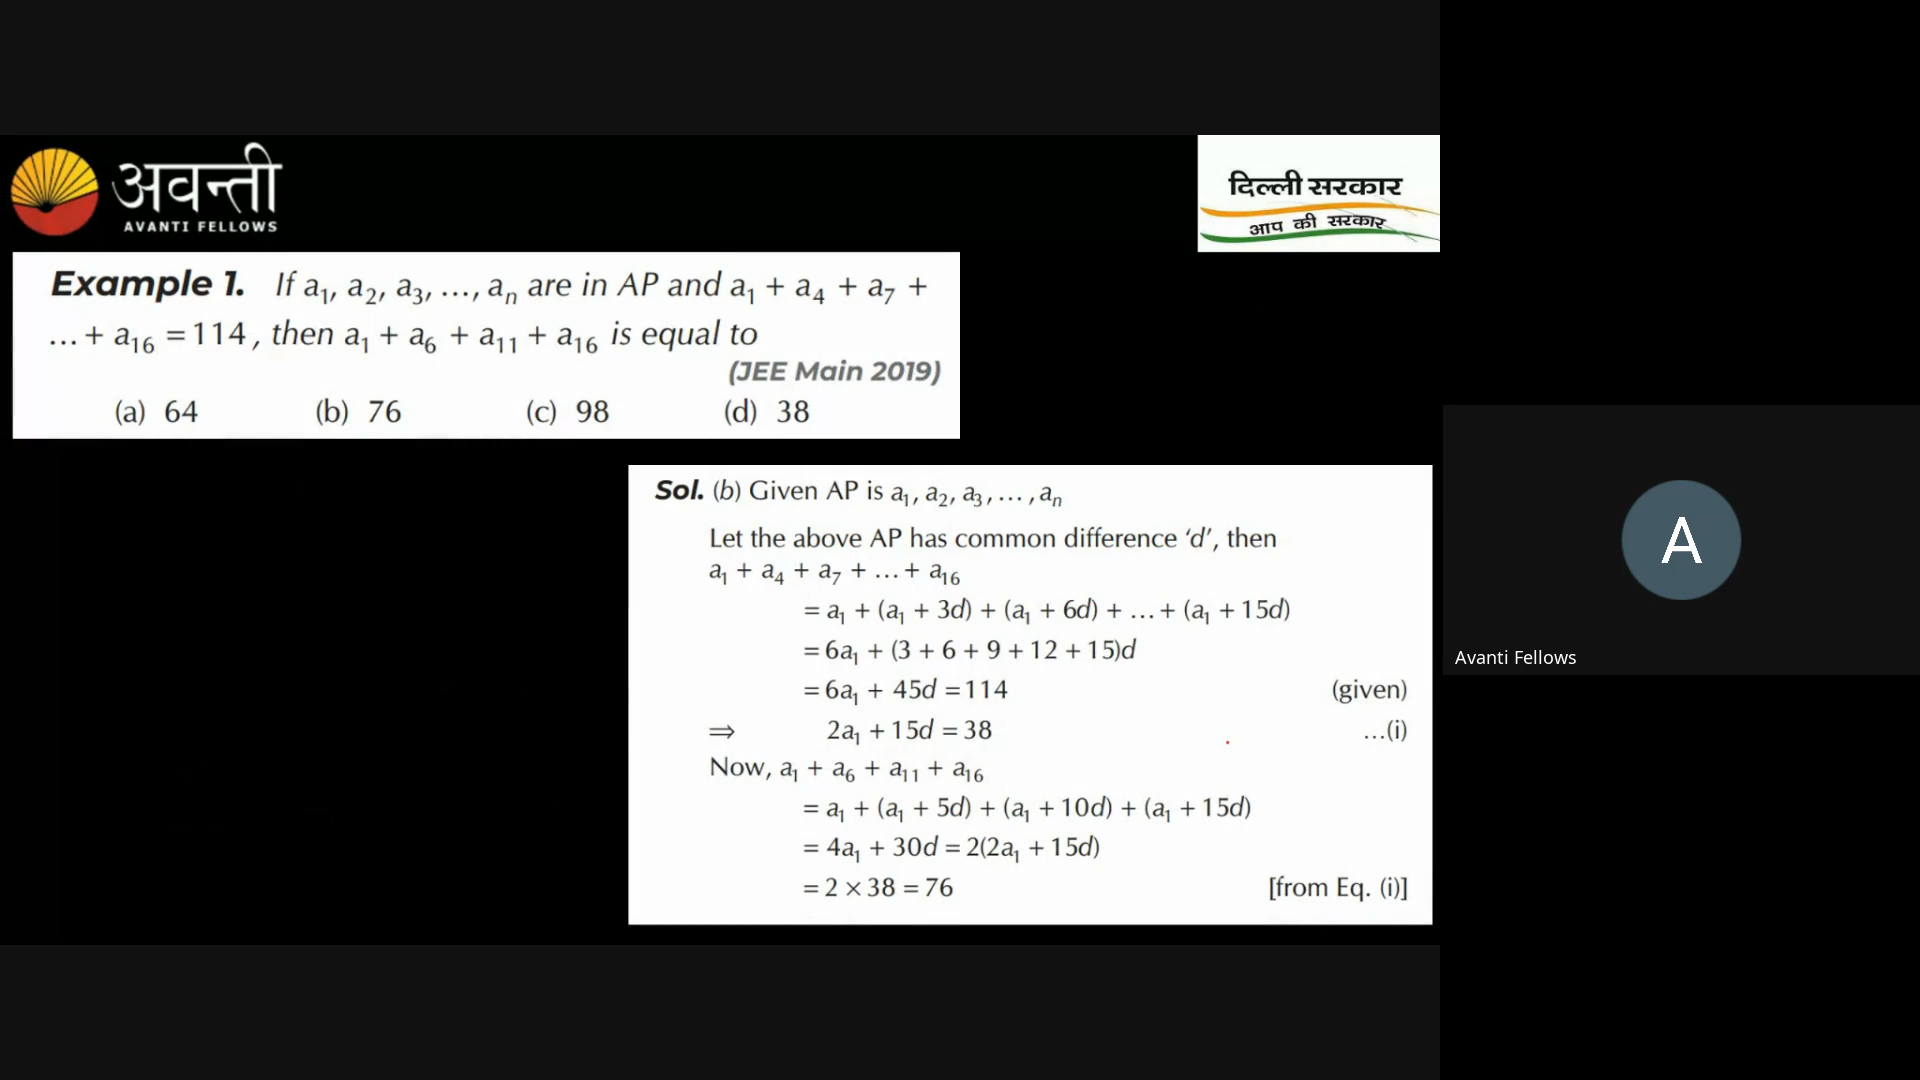 अवन्ती
AVANTI FELLOWS
दिल्ली सरकार
आप की सरकार
Example 1. If a₁, a₂, a₃, ..., aₙ are in AP and a₁ + a₄ + a₇ +
... + a₁₆ = 114, then a₁ + a₆ + a₁₁ + a₁₆ is equal to
(JEE Main 2019)
(a) 64 (b) 76 (c) 98 (d) 38
Sol. (b) Given AP is a₁, a₂, a₃, ... , aₙ
Let the above AP has common difference ‘d’, then
a₁ + a₄ + a₇ + ... + a₁₆
= a₁ + (a₁ + 3d) + (a₁ + 6d) + ... + (a₁ + 15d)
= 6a₁ + (3 + 6 + 9 + 12 + 15)d
= 6a₁ + 45d = 114 (given)
⇒ 2a₁ + 15d = 38 ...(i)
Now, a₁ + a₆ + a₁₁ + a₁₆
= a₁ + (a₁ + 5d) + (a₁ + 10d) + (a₁ + 15d)
= 4a₁ + 30d = 2(2a₁ + 15d)
= 2 × 38 = 76 [from Eq. (i)]
A
Avanti Fellows